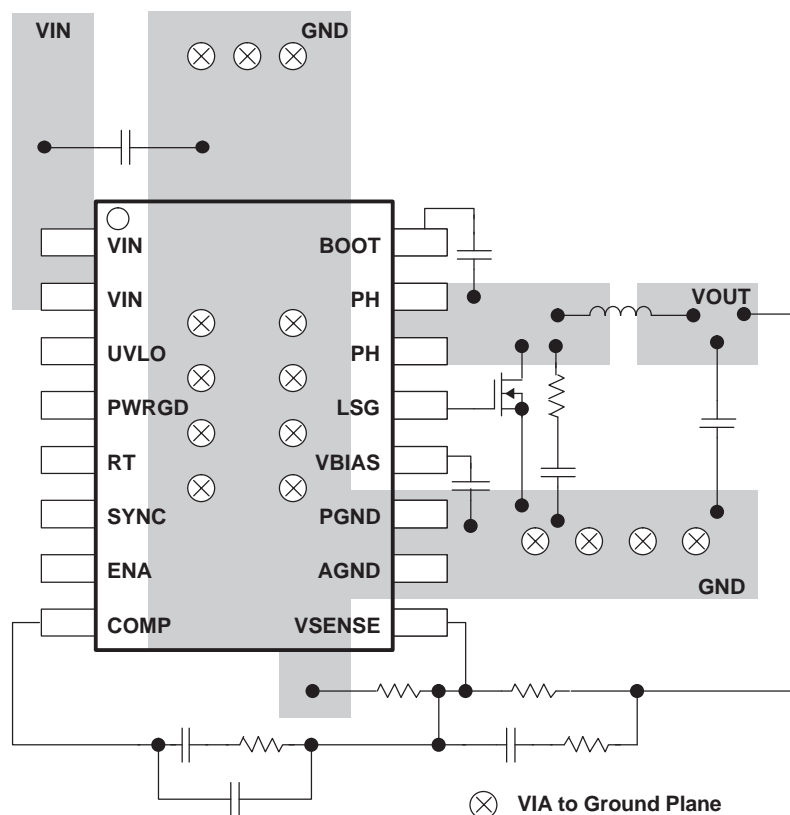 VIN
GND
VIN
BOOT
VIN
PH
VOUT
UVLO
PH
PWRGD
LSG
RT
VBIAS
SYNC
PGND
ENA
AGND
GND
COMP
VSENSE
VIA to Ground Plane